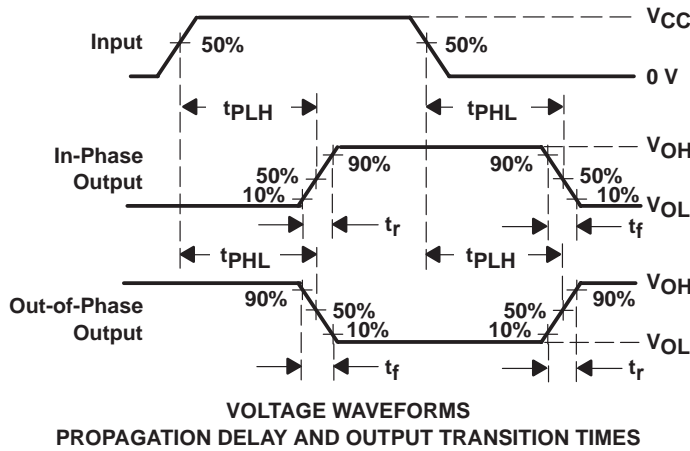 VCC
Input
50%
50%
0 V
tPLH
tPHL
In-Phase
Output
VOH
50%
10%
90%
90%
50%
10%
VOL
tr
tf
tPHL
tPLH
Out-of-Phase
Output
VOH
90%
50%
10%
50%
10%
90%
VOL
tf
tr
VOLTAGE WAVEFORMS
PROPAGATION DELAY AND OUTPUT TRANSITION TIMES